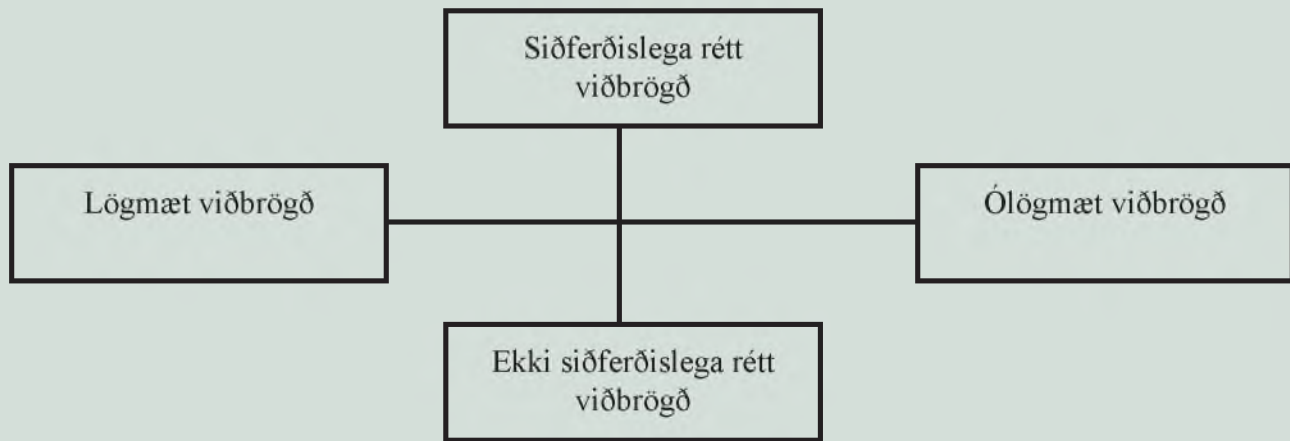 Siðferðislega rétt
viðbrögð
Lögmæt viðbrögð
Ólögmæt viðbrögð
Ekki siðferðislega rétt
viðbrögð